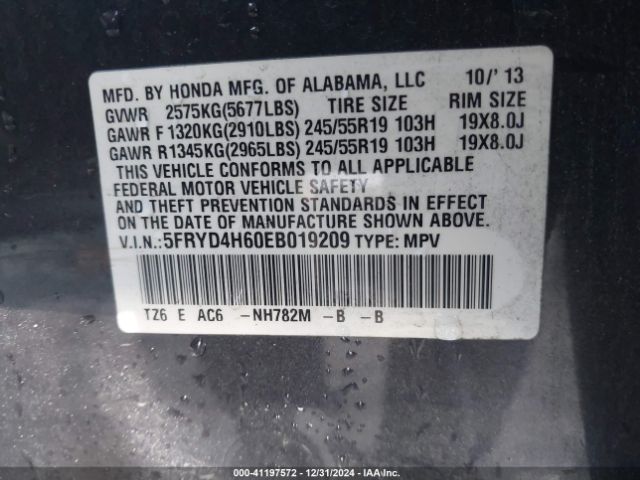 MFD. BY HONDA MFG. OF ALABAMA, LLC 10/'13
GVWR 2575KG(5677LBS) TIRE SIZE RIM SIZE
GAWR F 1320KG(2910LBS) 245/55R19 103H 19X8.0J
GAWR R1345KG(2965LBS) 245/55R19 103H 19X8.0J
THIS VEHICLE CONFORMS TO ALL APPLICABLE
FEDERAL MOTOR VEHICLE SAFETY
AND THEFT PREVENTION STANDARDS IN EFFECT
ON THE DATE OF MANUFACTURE SHOWN ABOVE.
V.I.N.: 5FRYD4H60EB019209 TYPE: MPV
TZ6 E AC6 -NH782M -B -B
000-41197572 - 12/31/2024 - IAA Inc.